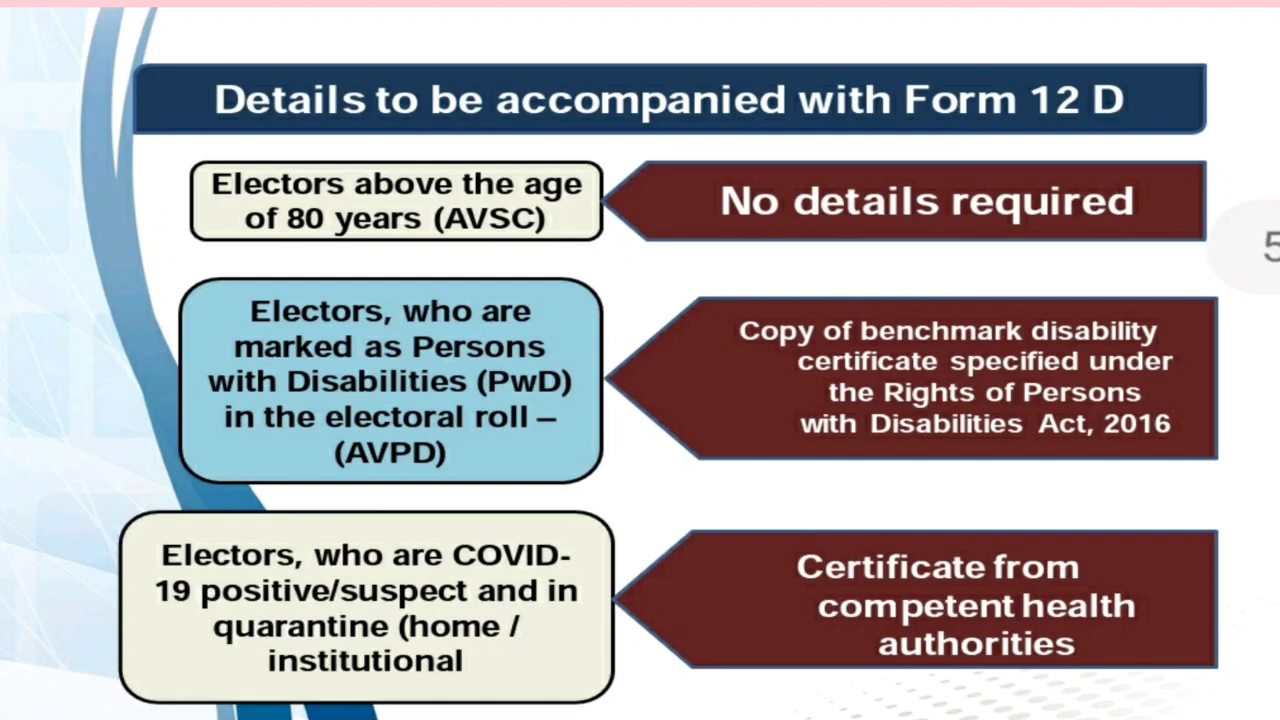 Details to be accompanied with Form 12 D
Electors above the age
of 80 years (AVSC)
No details required
Electors, who are
marked as Persons
with Disabilities (PwD)
in the electoral roll –
(AVPD)
Copy of benchmark disability
certificate specified under
the Rights of Persons
with Disabilities Act, 2016
Electors, who are COVID-
19 positive/suspect and in
quarantine (home /
institutional
Certificate from
competent health
authorities
5